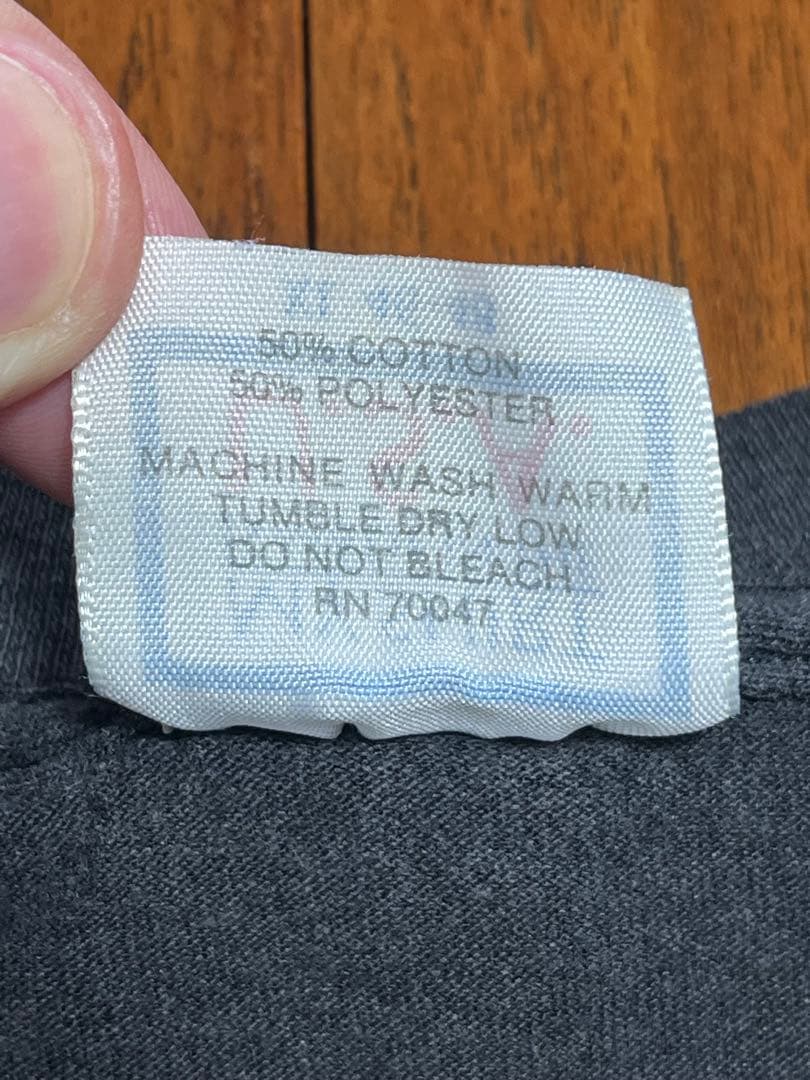 50% COTTON
50% POLYESTER
MACHINE WASH WARM
TUMBLE DRY LOW
DO NOT BLEACH
RN 70047